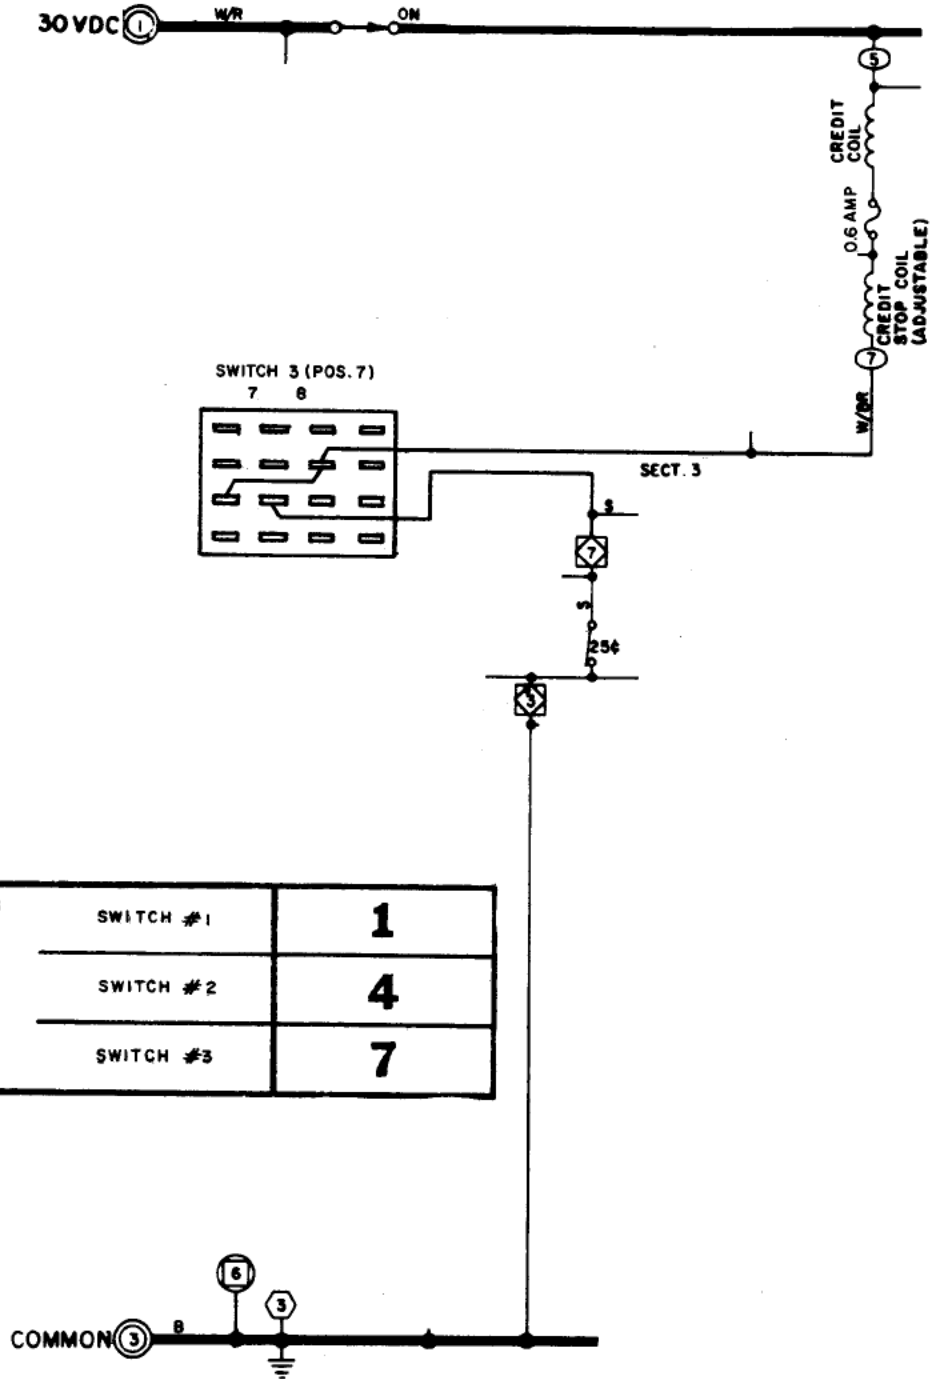 30 VDC 1 W/R ON
5
CREDIT
COIL
0.6 AMP
CREDIT
STOP COIL
(ADJUSTABLE)
7
W/BR
SWITCH 3 (POS. 7)
7 8
SECT. 3
S
7
S
25¢
3
SWITCH #1 1
SWITCH #2 4
SWITCH #3 7
6
3
COMMON 3 B